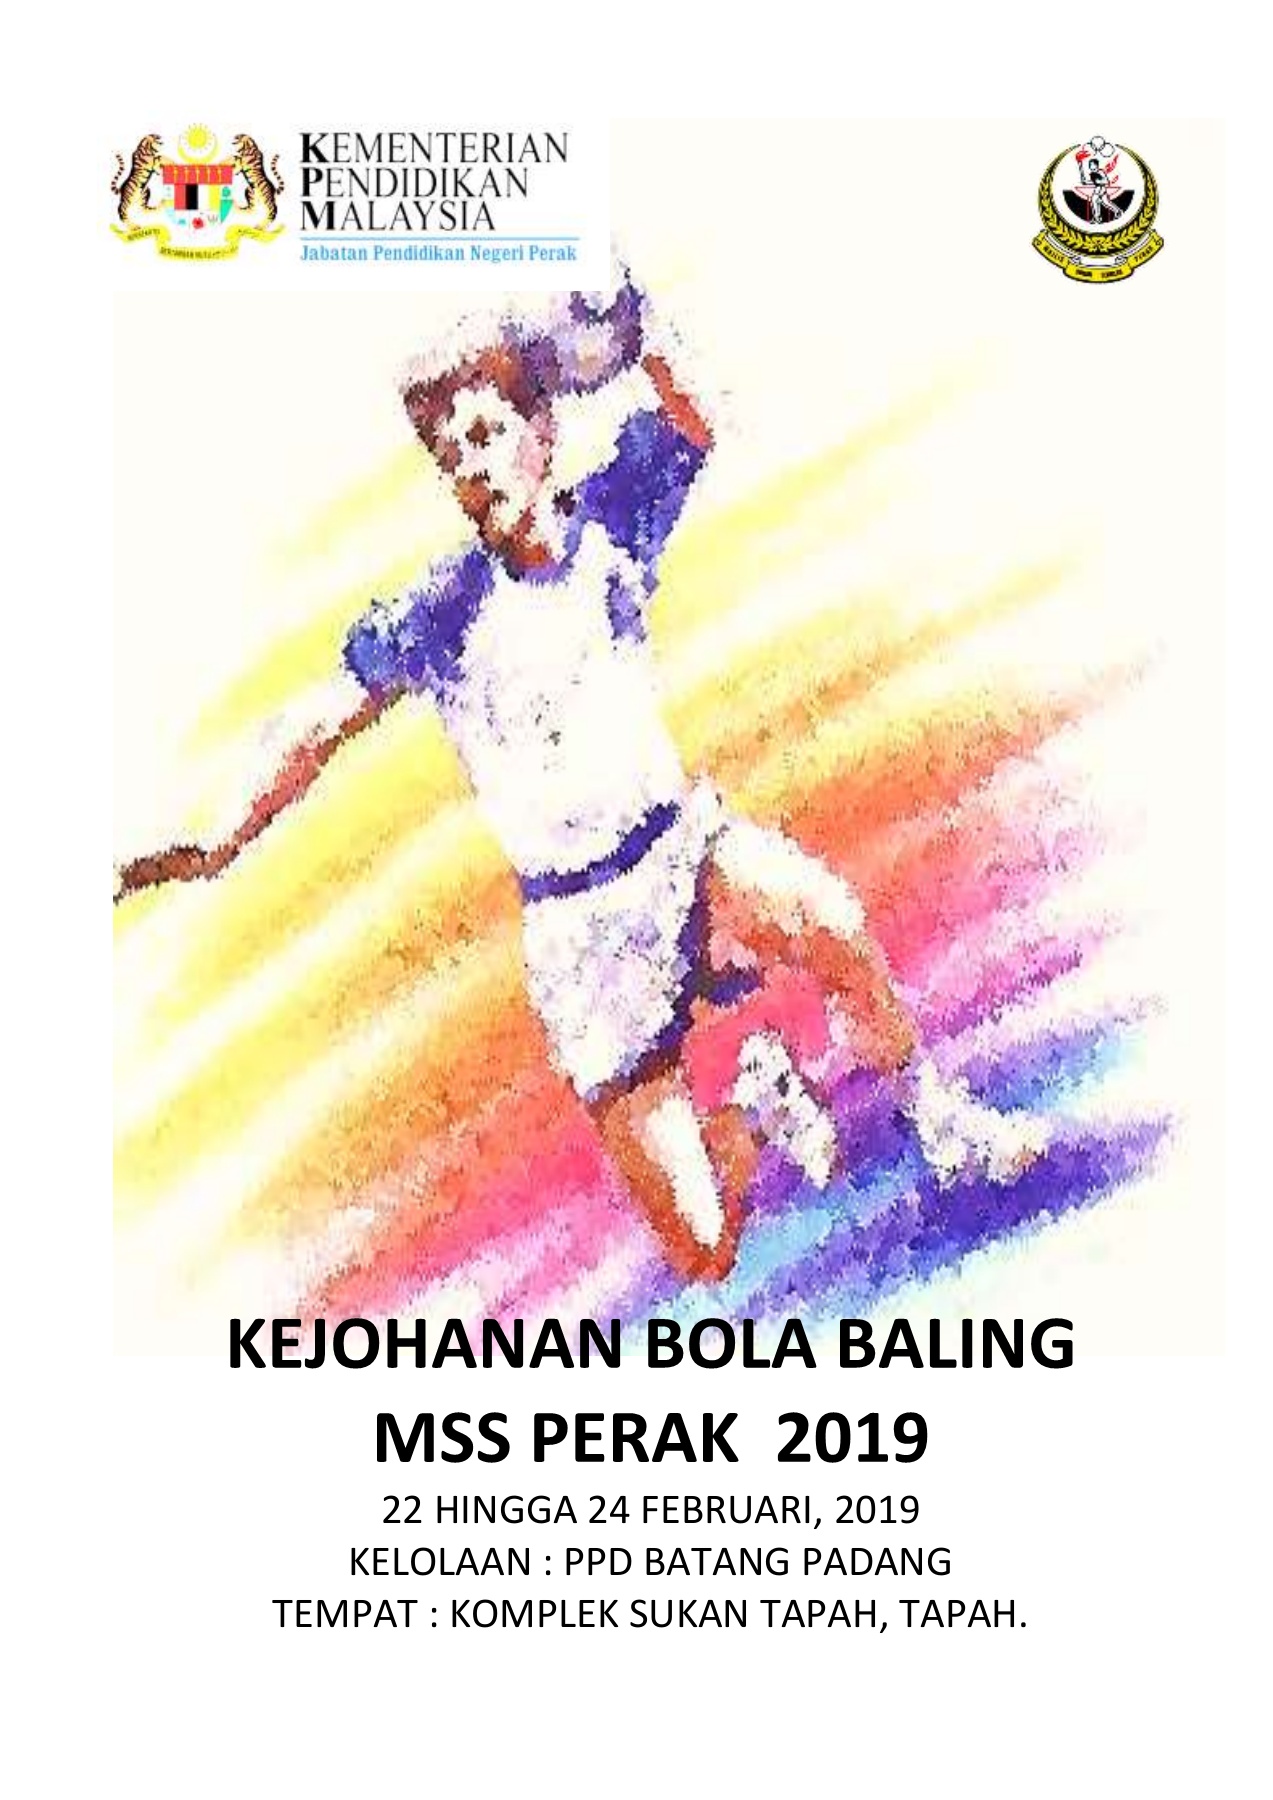 KEMENTERIAN
PENDIDIKAN
MALAYSIA
Jabatan Pendidikan Negeri Perak
KEJOHANAN BOLA BALING
MSS PERAK 2019
22 HINGGA 24 FEBRUARI, 2019
KELOLAAN : PPD BATANG PADANG
TEMPAT : KOMPLEK SUKAN TAPAH, TAPAH.